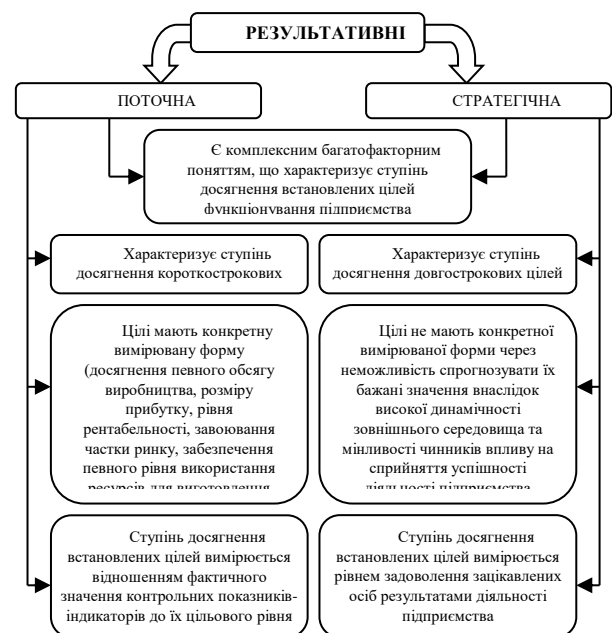 РЕЗУЛЬТАТИВНІ
ПОТОЧНА
СТРАТЕГІЧНА
Є комплексним багатофакторним
поняттям, що характеризує ступінь
досягнення встановлених цілей
функціонування підприємства
Характеризує ступінь
досягнення короткострокових
Характеризує ступінь
досягнення довгострокових цілей
Цілі мають конкретну
вимірювану форму
(досягнення певного обсягу
виробництва, розміру
прибутку, рівня
рентабельності, завоювання
частки ринку, забезпечення
певного рівня використання
ресурсів для виготовлення
Цілі не мають конкретної
вимірюваної форми через
неможливість спрогнозувати їх
бажані значення внаслідок
високої динамічності
зовнішнього середовища та
мінливості чинників впливу на
сприйняття успішності
діяльності підприємства
Ступінь досягнення
встановлених цілей вимірюється
відношенням фактичного
значення контрольних показників-
індикаторів до їх цільового рівня
Ступінь досягнення
встановлених цілей вимірюється
рівнем задоволення зацікавлених
осіб результатами діяльності
підприємства